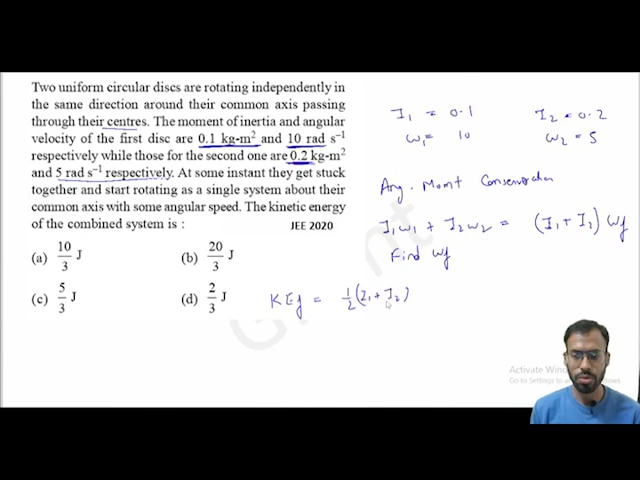 Two uniform circular discs are rotating independently in
the same direction around their common axis passing
through their centres. The moment of inertia and angular
velocity of the first disc are 0.1 kg-m² and 10 rad s⁻¹
respectively while those for the second one are 0.2 kg-m²
and 5 rad s⁻¹ respectively. At some instant they get stuck
together and start rotating as a single system about their
common axis with some angular speed. The kinetic energy
of the combined system is :
JEE 2020
(a) 10/3 J (b) 20/3 J
(c) 5/3 J (d) 2/3 J
I₁ = 0.1 I₂ = 0.2
ω₁ = 10 ω₂ = 5
Ang. Momt Conservation
I₁ω₁ + I₂ω₂ = (I₁ + I₂) ωf
Find ωf
KEf = 1/2 (I₁ + I₂)
Activate Wind
Go to Settings to a